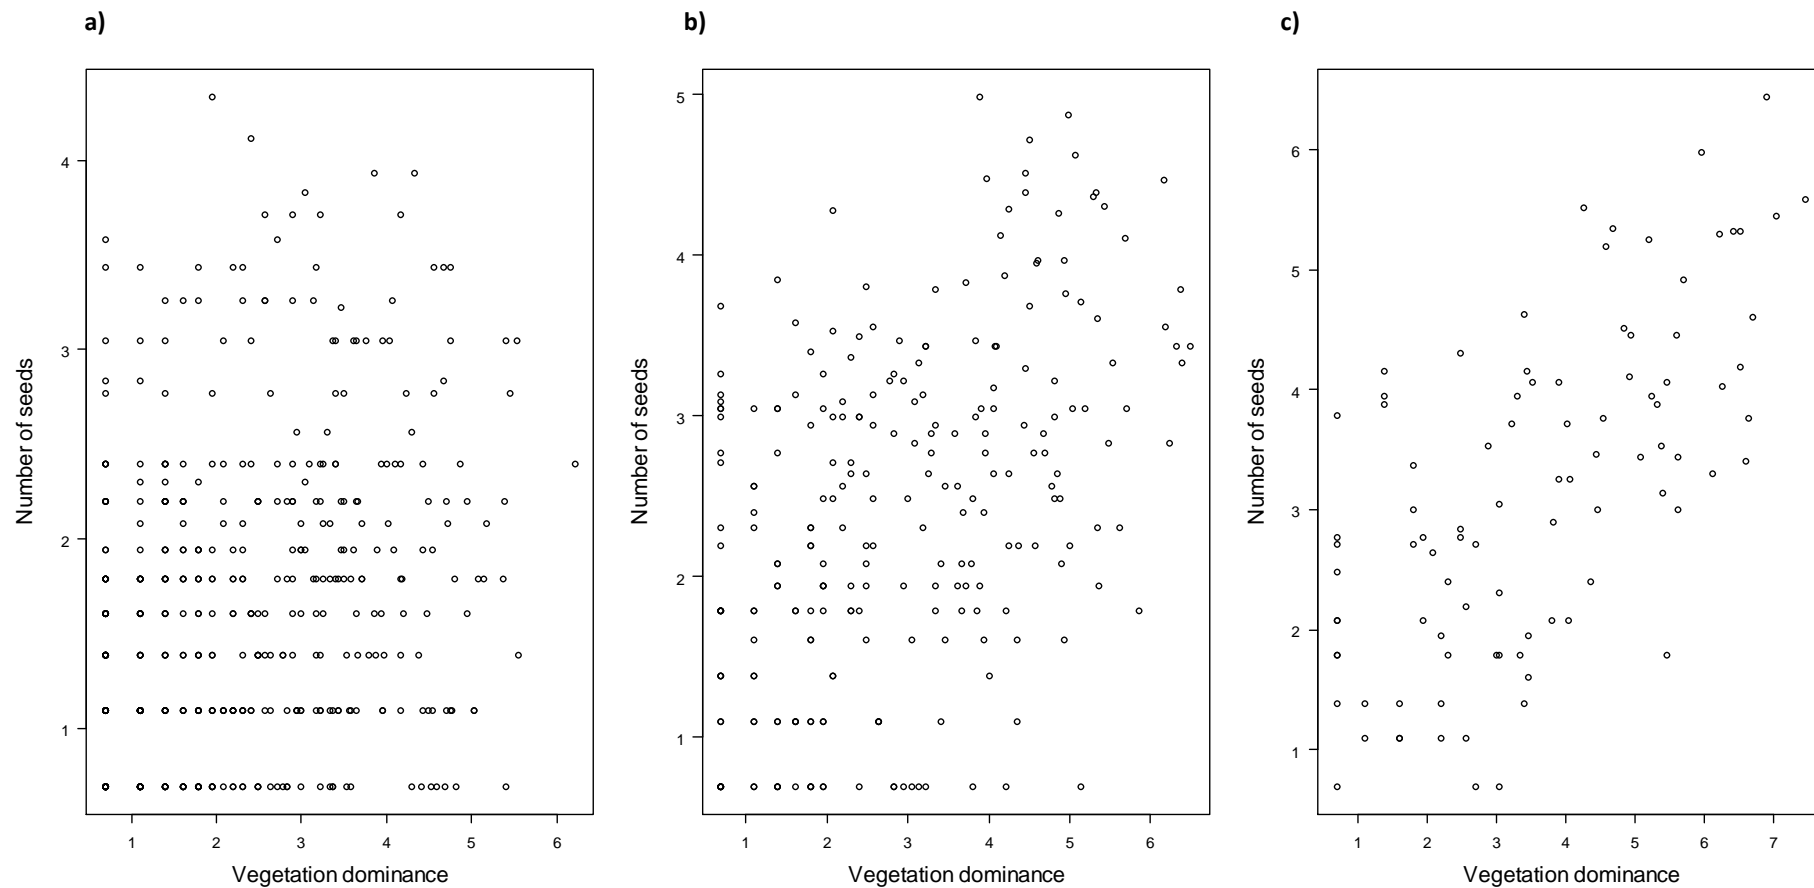 a)
4
3
2
1
Number of seeds
1 2 3 4 5 6
Vegetation dominance
b)
5
4
3
2
1
Number of seeds
1 2 3 4 5 6
Vegetation dominance
c)
6
5
4
3
2
1
Number of seeds
1 2 3 4 5 6 7
Vegetation dominance